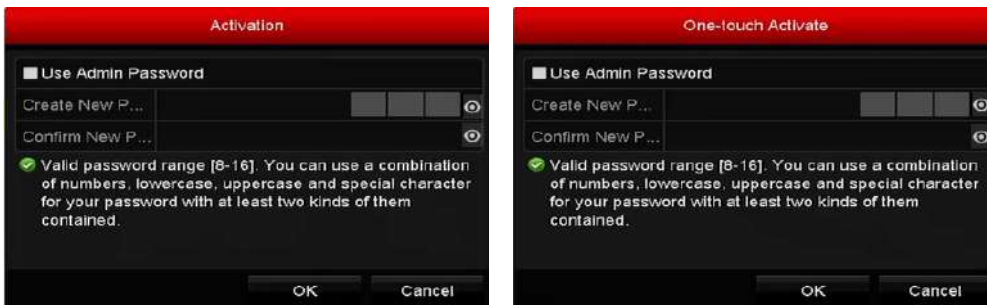 Activation
Use Admin Password
Create New P...
Confirm New P...
Valid password range [8-16]. You can use a combination
of numbers, lowercase, uppercase and special character
for your password with at least two kinds of them
contained.
OK Cancel
One-touch Activate
Use Admin Password
Create New P...
Confirm New P...
Valid password range [8-16]. You can use a combination
of numbers, lowercase, uppercase and special character
for your password with at least two kinds of them
contained.
OK Cancel